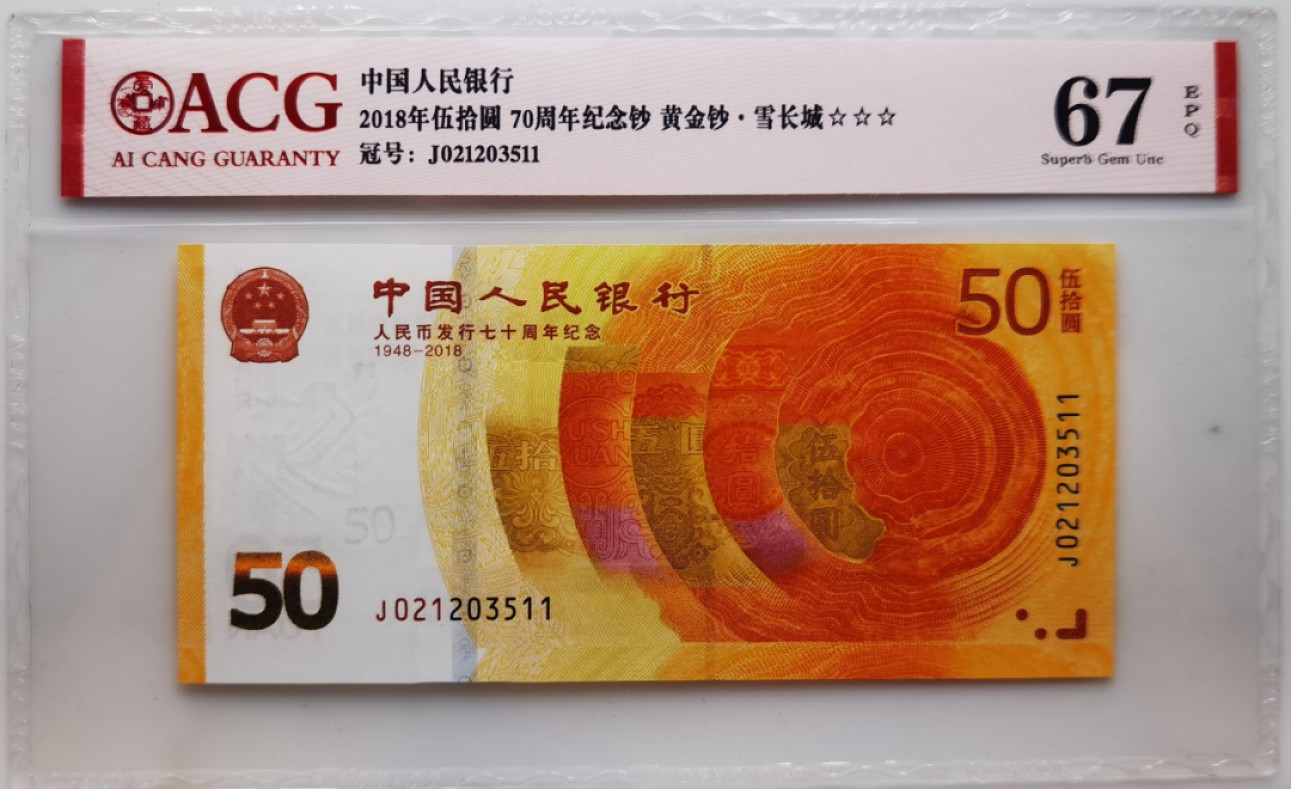 ACG
AI CANG GUARANTY
中国人民银行
2018年伍拾圆 70周年纪念钞 黄金钞·雪长城☆☆☆
冠号：J021203511
67
EPQ
Superb Gem Unc
中国人民银行
人民币发行七十周年纪念
1948-2018
50
伍拾圆
J021203511
伍拾圆
50
50
J021203511